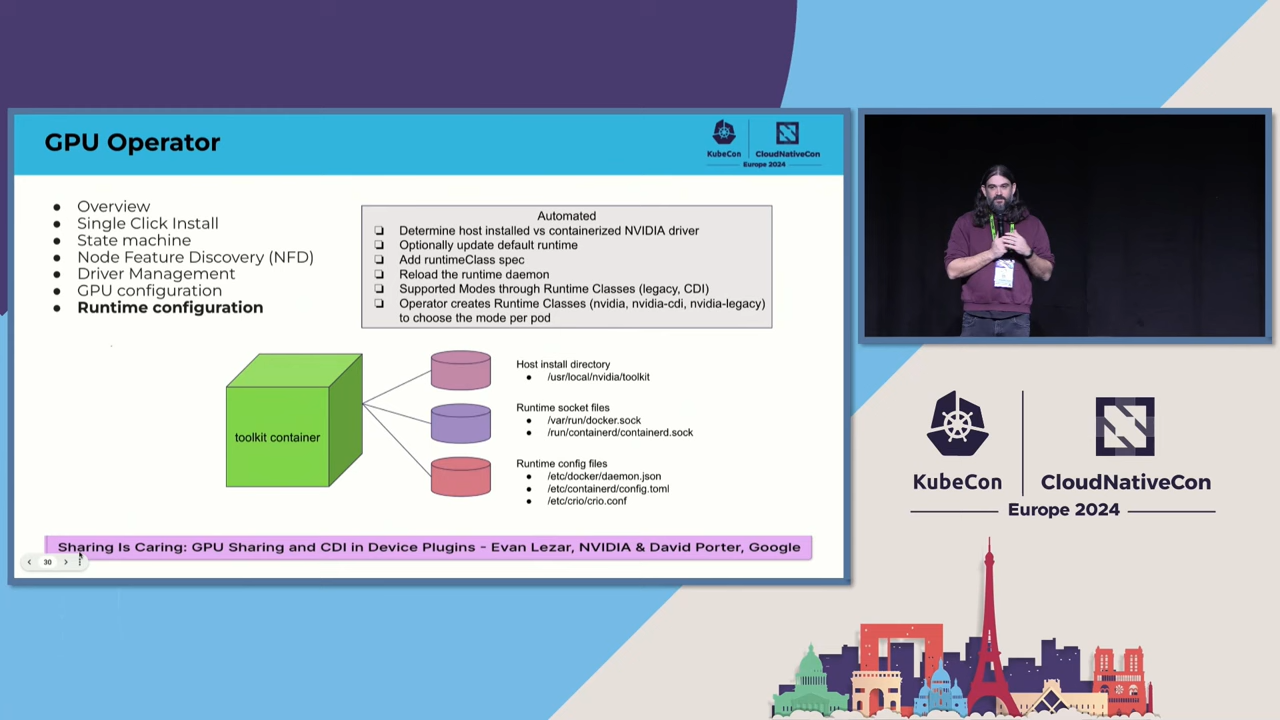 GPU Operator
KubeCon
CloudNativeCon
Europe 2024
Overview
Single Click Install
State machine
Node Feature Discovery (NFD)
Driver Management
GPU configuration
Runtime configuration
Automated
Determine host installed vs containerized NVIDIA driver
Optionally update default runtime
Add runtimeClass spec
Reload the runtime daemon
Supported Modes through Runtime Classes (legacy, CDI)
Operator creates Runtime Classes (nvidia, nvidia-cdi, nvidia-legacy)
to choose the mode per pod
toolkit container
Host install directory
/usr/local/nvidia/toolkit
Runtime socket files
/var/run/docker.sock
/run/containerd/containerd.sock
Runtime config files
/etc/docker/daemon.json
/etc/containerd/config.toml
/etc/crio/crio.conf
Sharing Is Caring: GPU Sharing and CDI in Device Plugins - Evan Lezar, NVIDIA & David Porter, Google
30
KubeCon
CloudNativeCon
Europe 2024